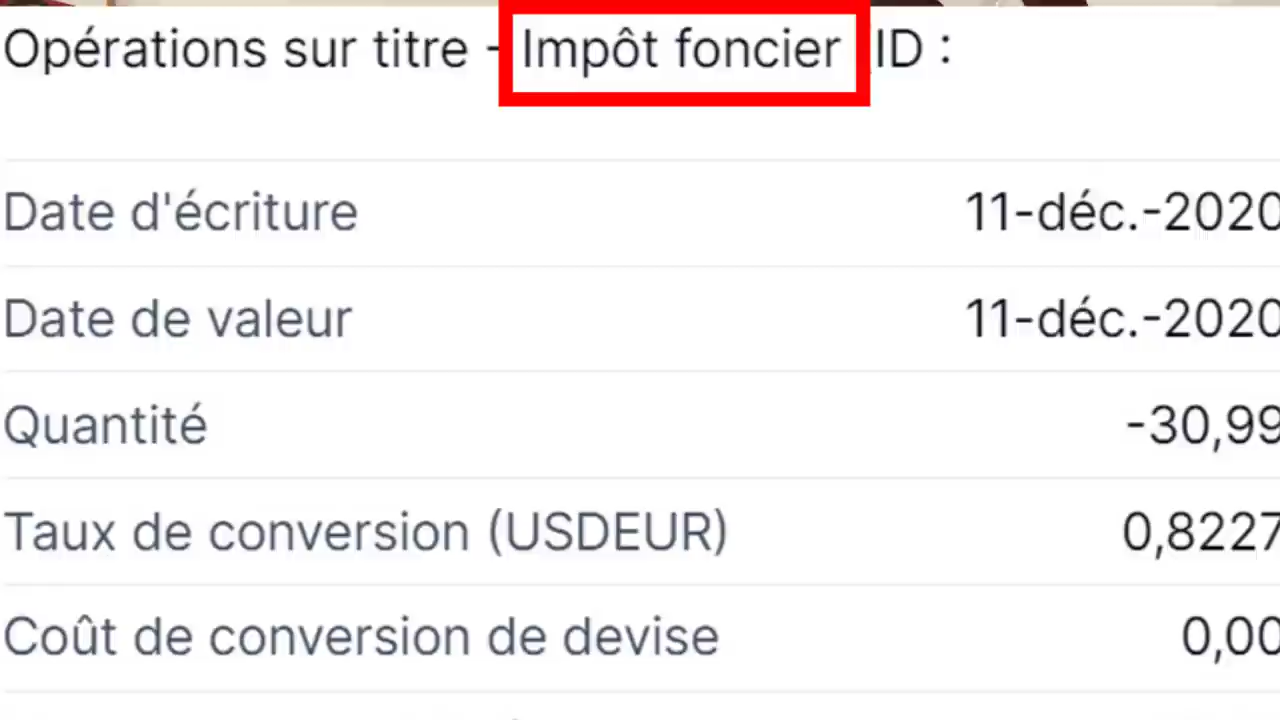 Opérations sur titre - Impôt foncier ID :
Date d'écriture 11-déc.-2020
Date de valeur 11-déc.-2020
Quantité -30,99
Taux de conversion (USDEUR) 0,8227
Coût de conversion de devise 0,00